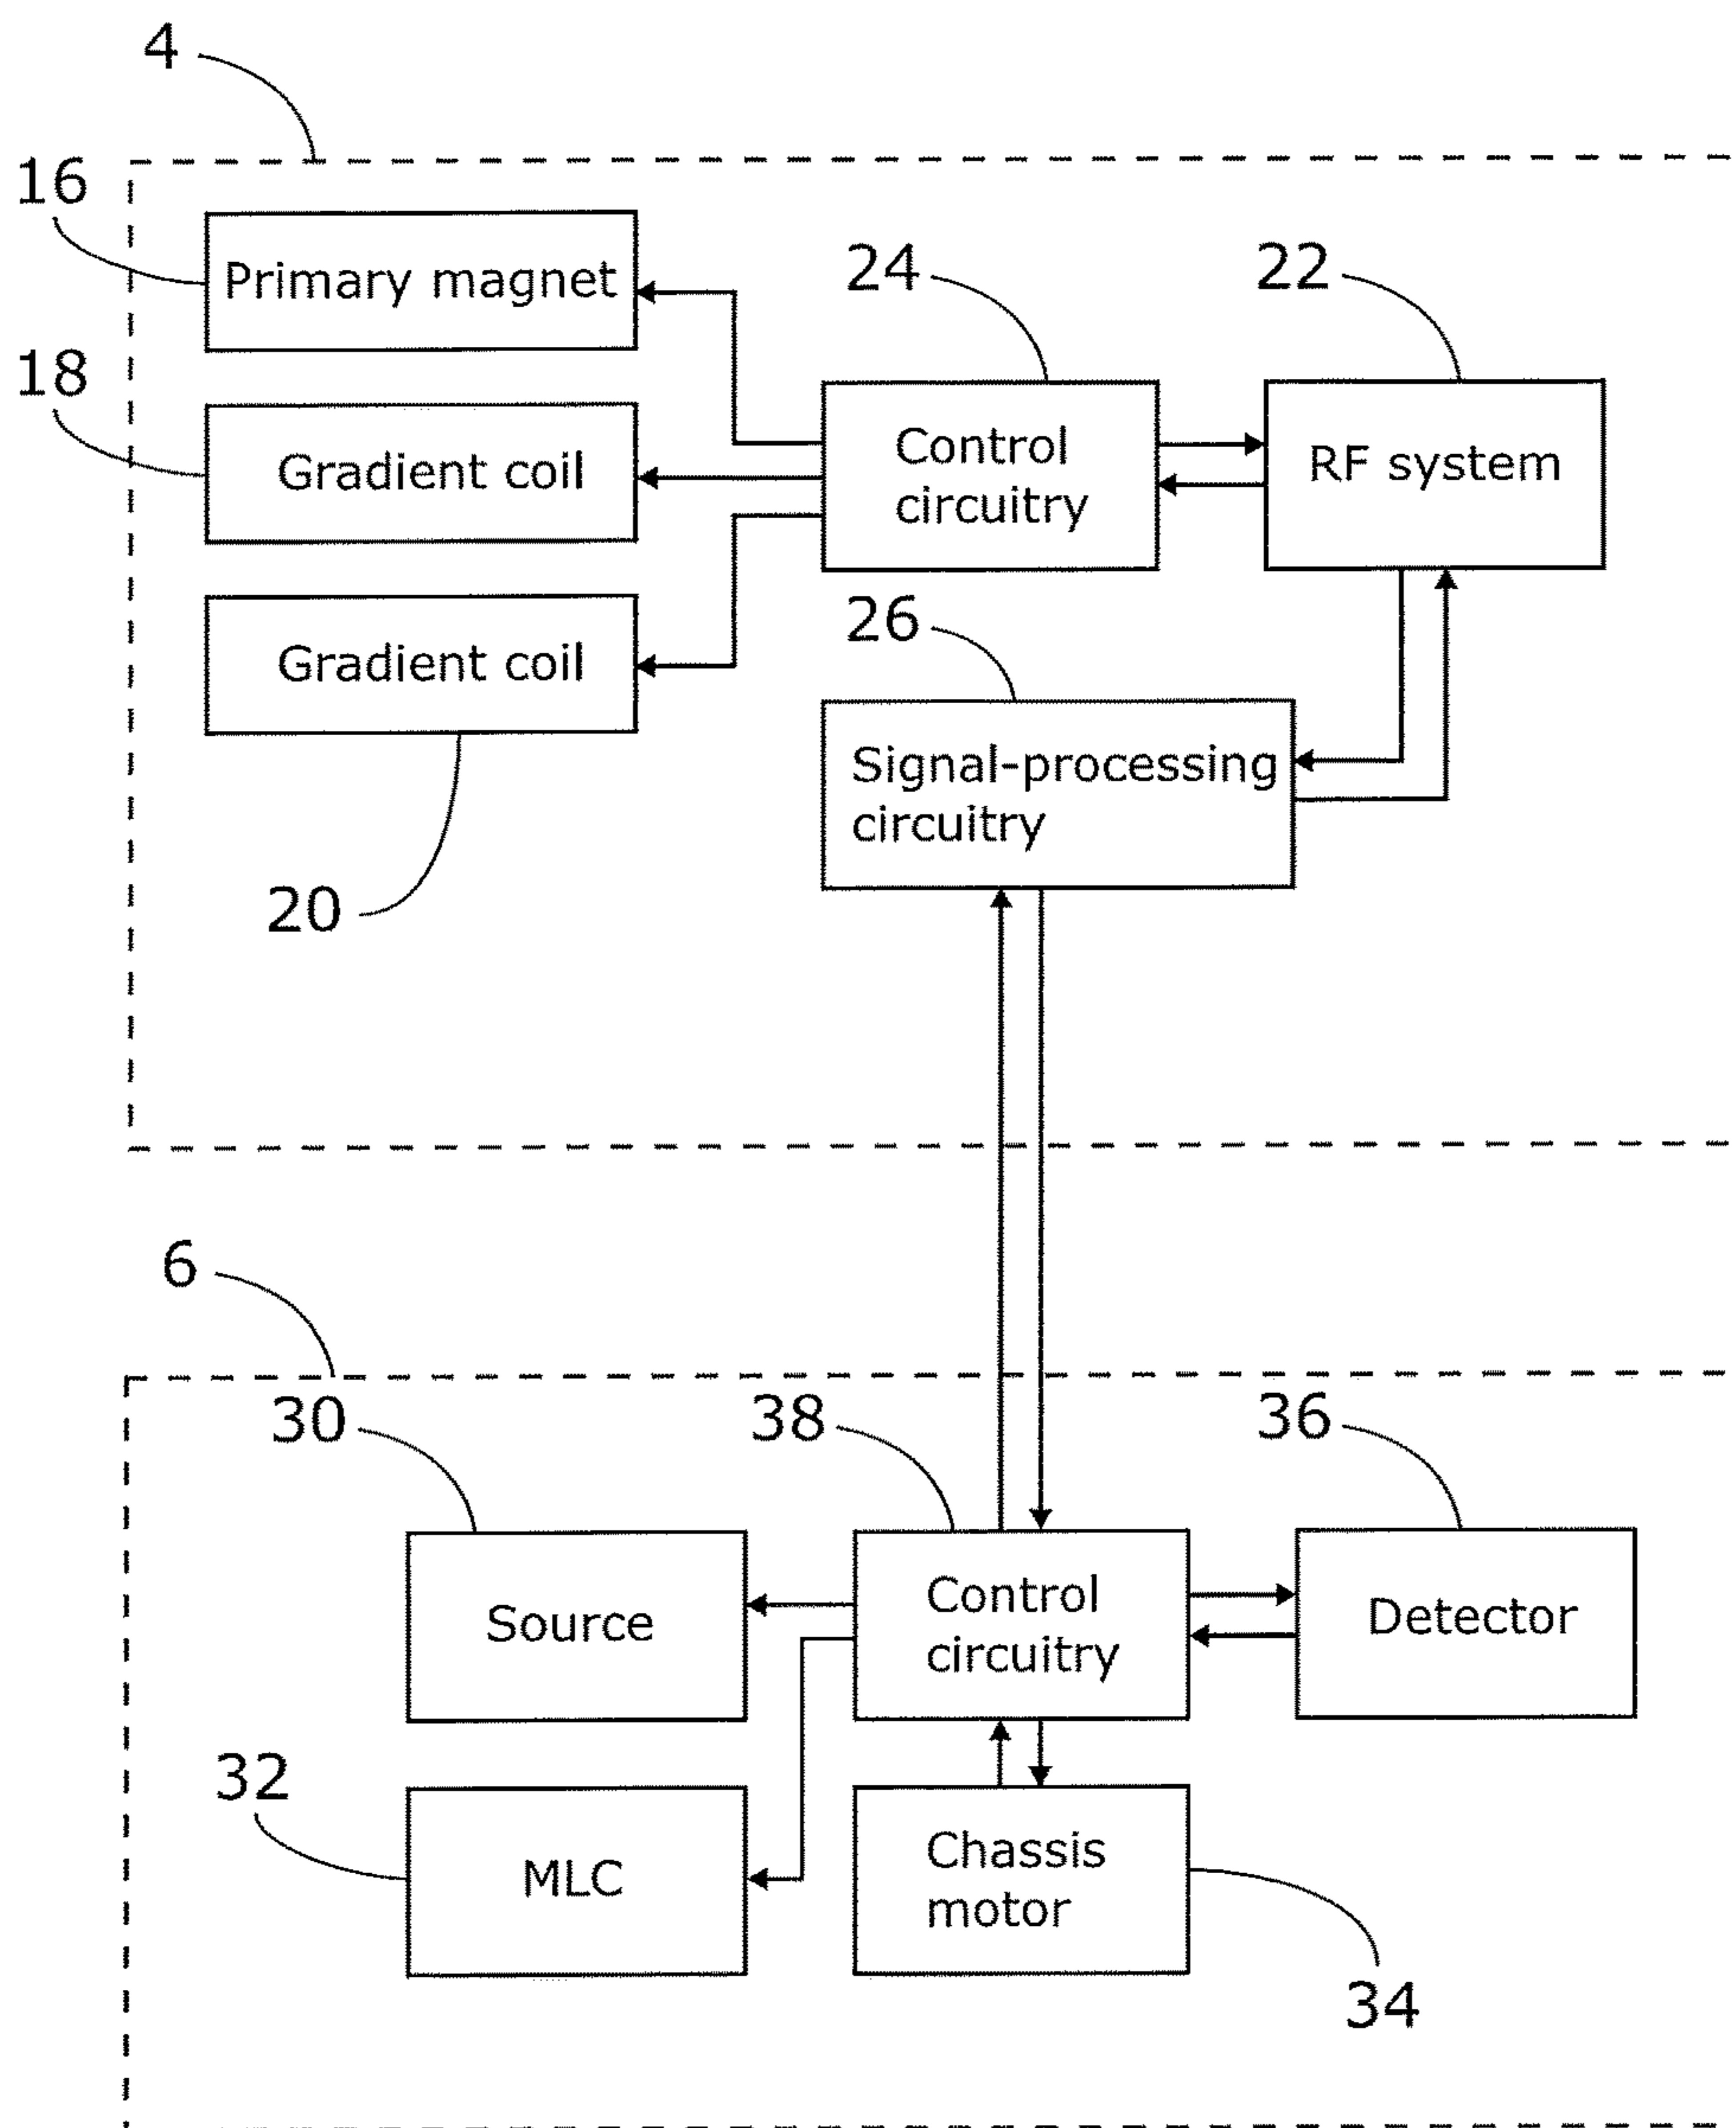 4
16
Primary magnet
24
22
18
Gradient coil
Control
circuitry
RF system
Gradient coil
26
Signal-processing
circuitry
20
6
30
38
36
Source
Control
circuitry
Detector
32
MLC
Chassis
motor
34